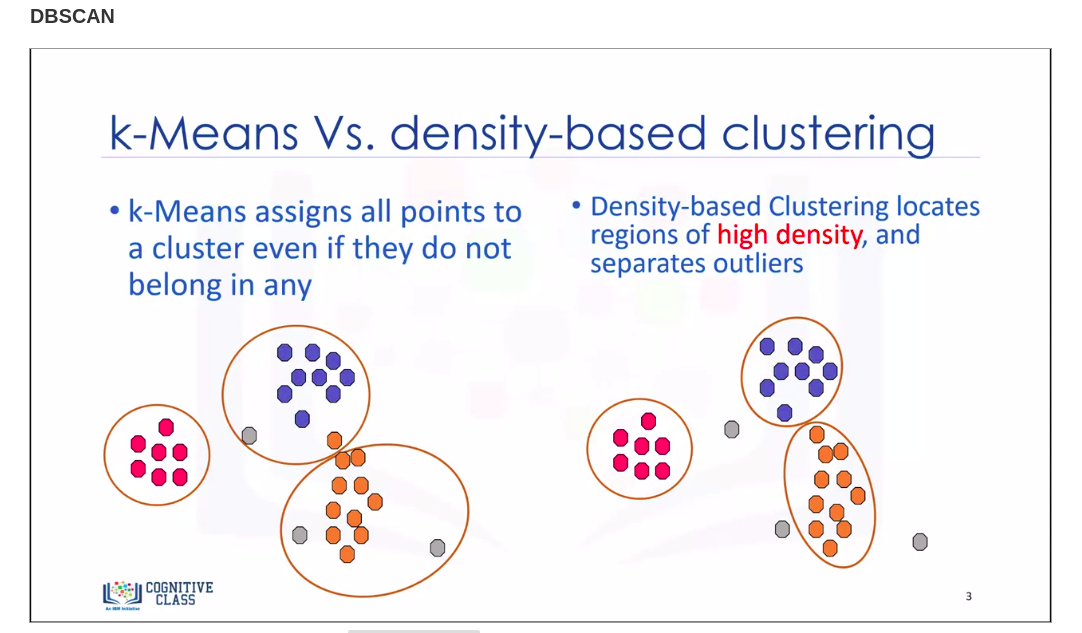 DBSCAN
k-Means Vs. density-based clustering
• k-Means assigns all points to
a cluster even if they do not
belong in any
• Density-based Clustering locates
regions of high density, and
separates outliers
COGNITIVE
CLASS
An IBM Initiative
3